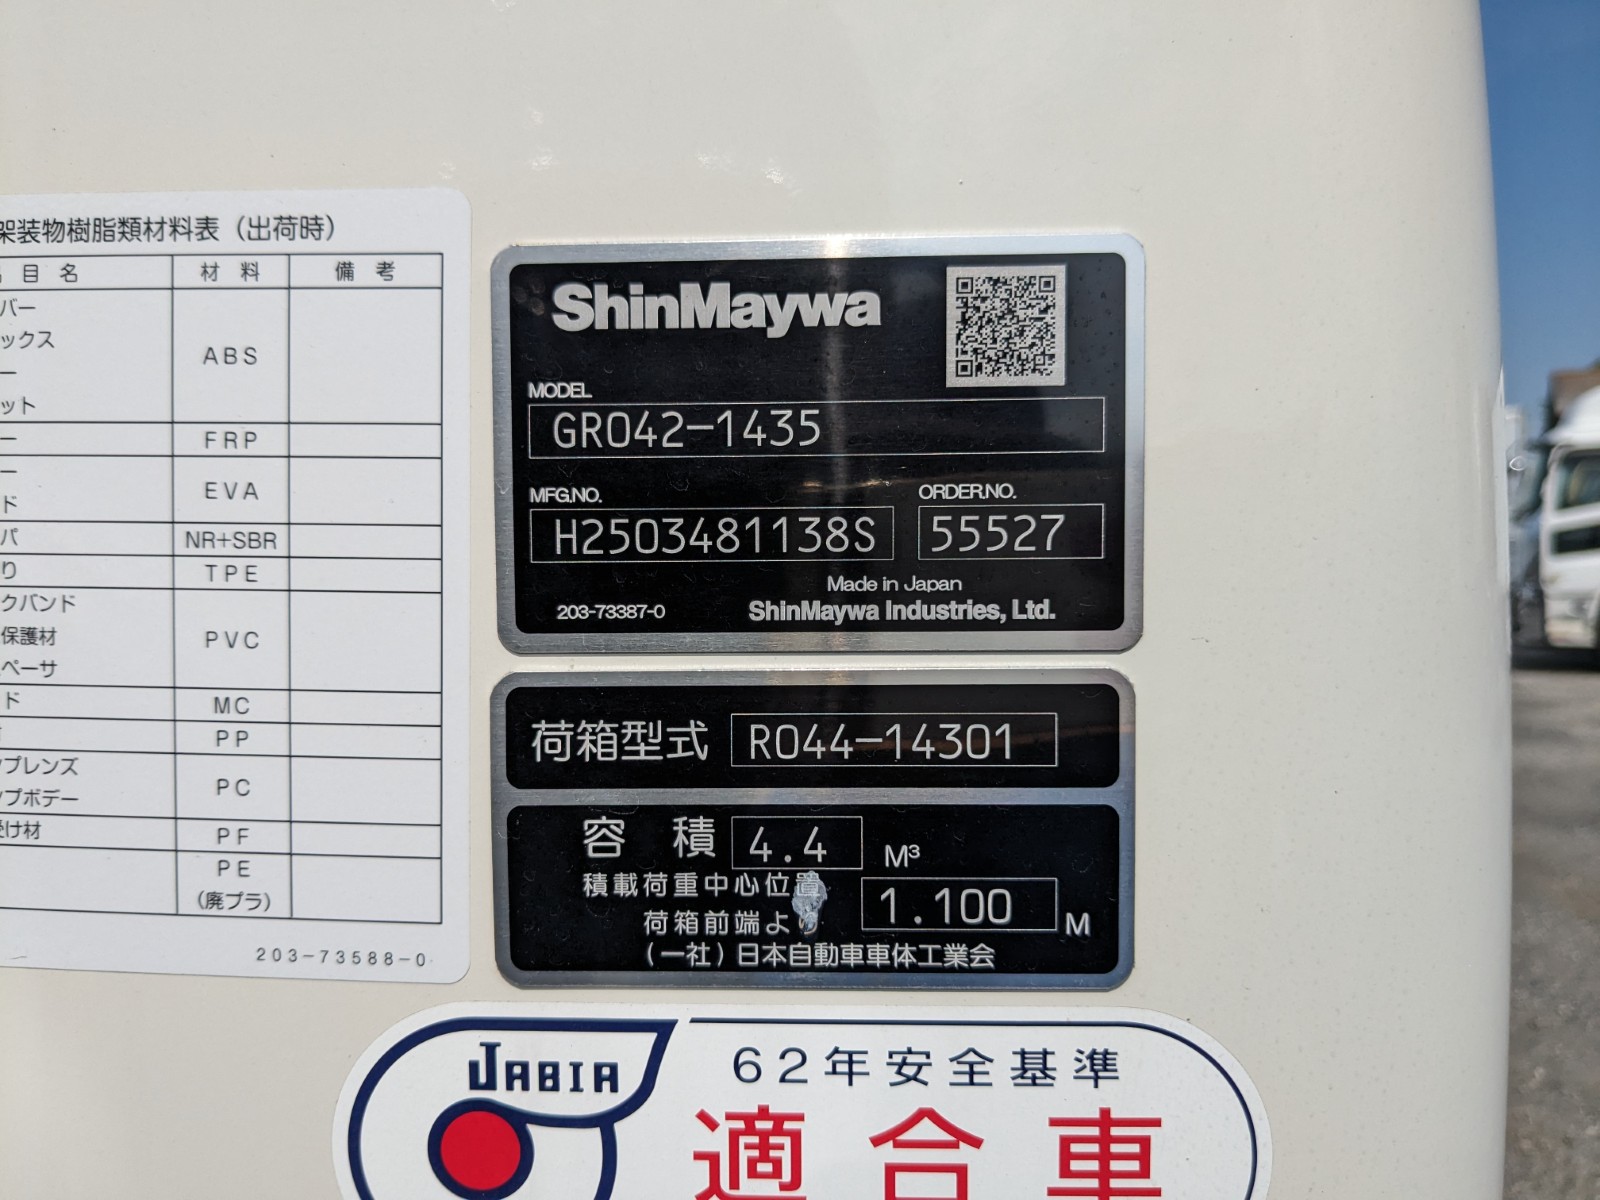 架装物樹脂類材料表（出荷時）
目名 材料 備考
バー
ックス
ー
ット
ABS
ー FRP
ー
ド
EVA
パ NR+SBR
り TPE
クバンド
保護材
ペーサ
PVC
ド MC
PP
プレンズ
プボデー
PC
受け材 PF
PE
(廃プラ)
203-73588-0
ShinMaywa
MODEL
GR042-1435
MFG.NO. ORDER.NO.
H2503481138S 55527
Made in Japan
203-73387-0 ShinMaywa Industries, Ltd.
荷箱型式 R044-14301
容積 4.4 M³
積載荷重中心位置
荷箱前端より 1.100 M
(一社)日本自動車車体工業会
JABIA
62年安全基準
適合車